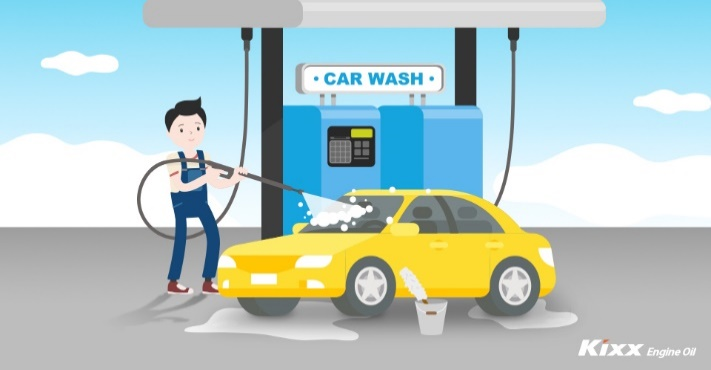 • CAR WASH •
Kixx Engine Oil